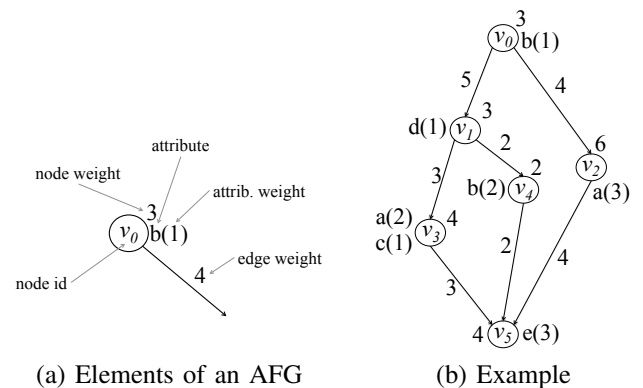 attribute
node weight
attrib. weight
3
v0 b(1)
4
edge weight
node id
(a) Elements of an AFG
3
v0 b(1)
5
4
3
d(1) v1
2
6
v2
a(3)
3
2
b(2) v4
a(2)
c(1)
v3
4
2
4
3
4
v5 e(3)
(b) Example